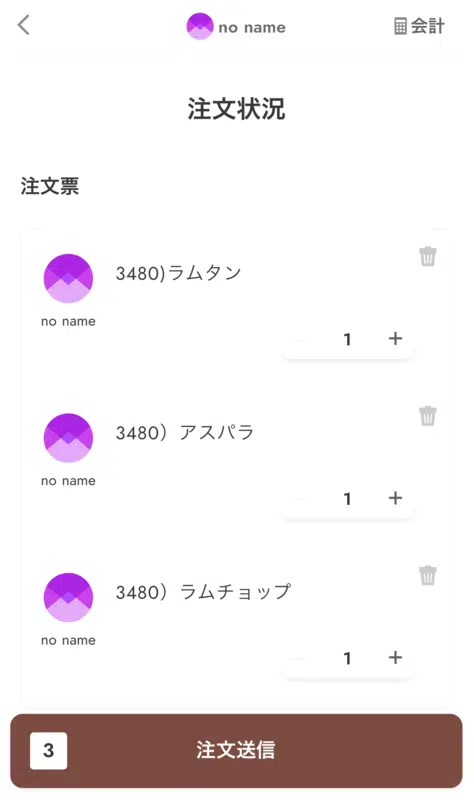 no name
会計
注文状況
注文票
3480)ラムタン
no name
1
3480）アスパラ
no name
1
3480）ラムチョップ
no name
1
3
注文送信